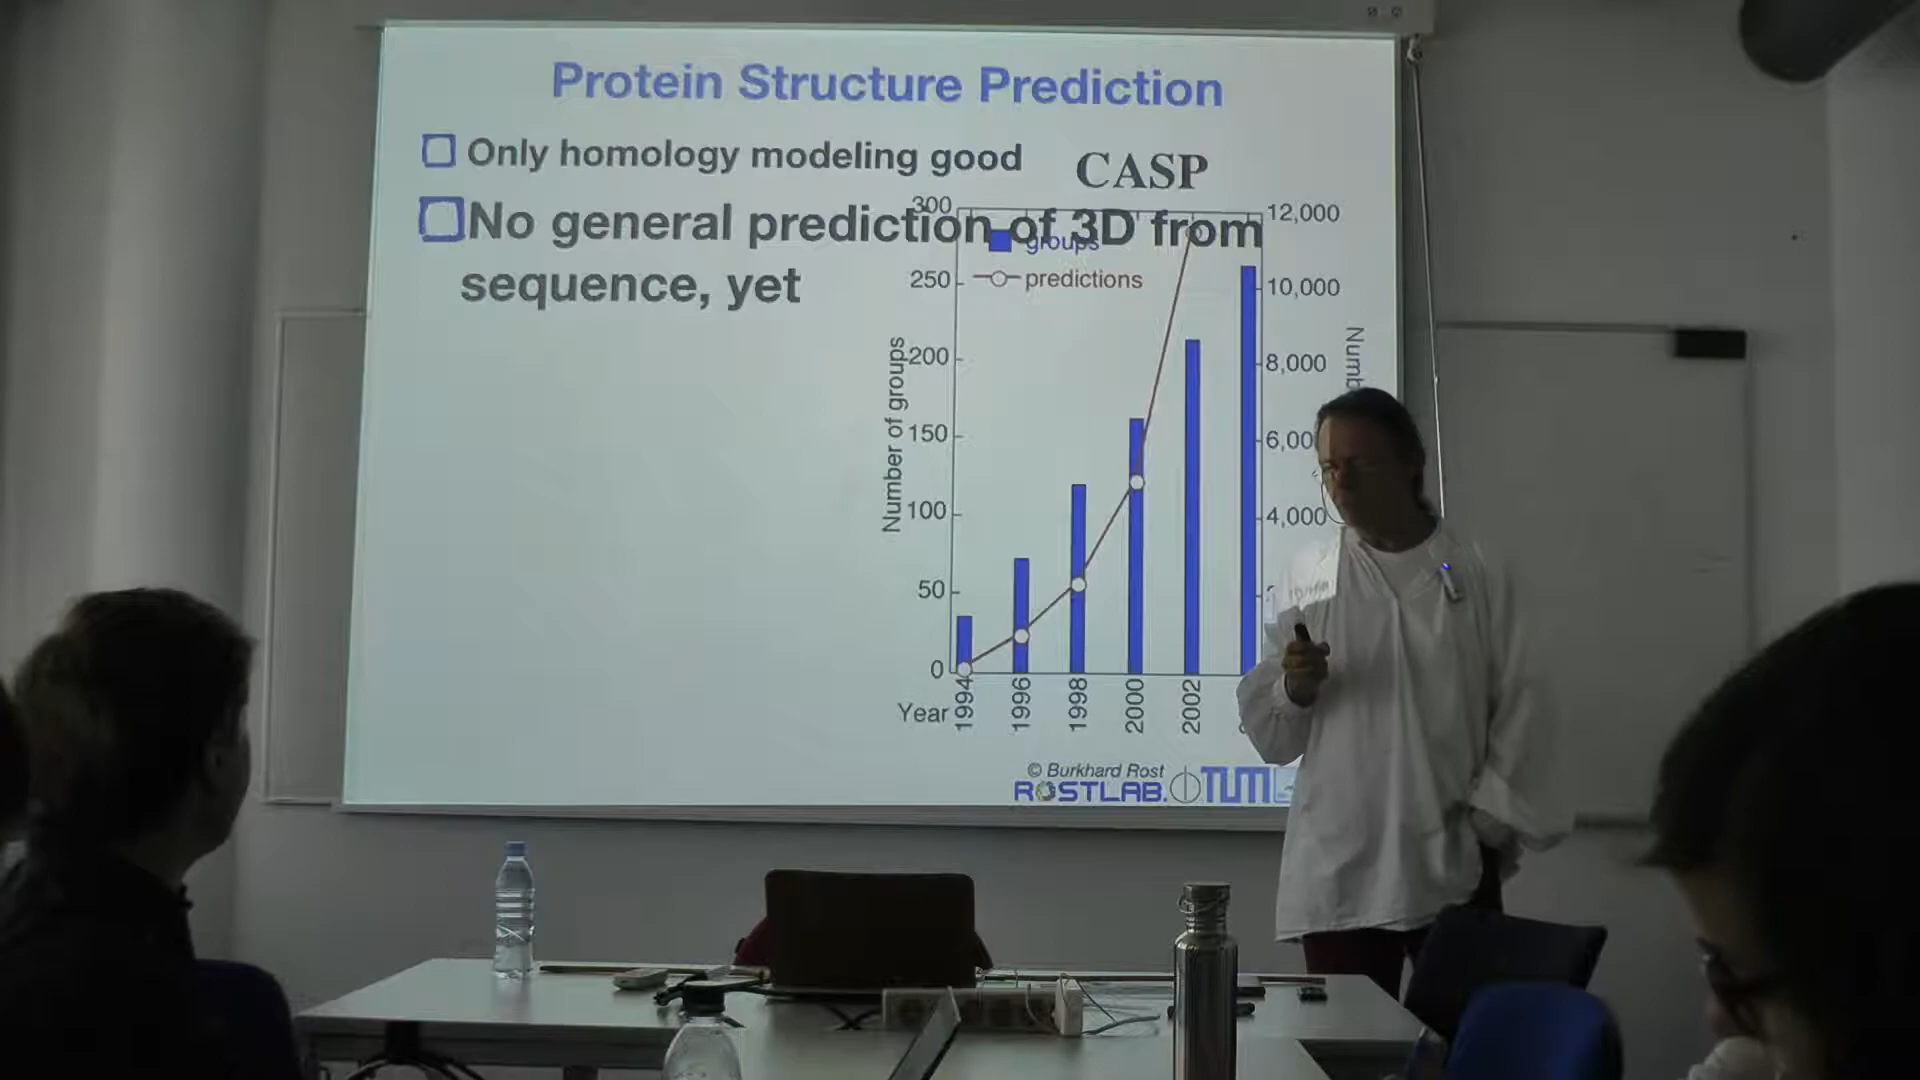 Protein Structure Prediction
Only homology modeling good
CASP
No general prediction of 3D from
sequence, yet
groups
predictions
300
250
200
150
100
50
0
Number of groups
12,000
10,000
8,000
4,000
Year
1994
1996
1998
2000
2002
© Burkhard Rost
ROSTLAB.
TUM